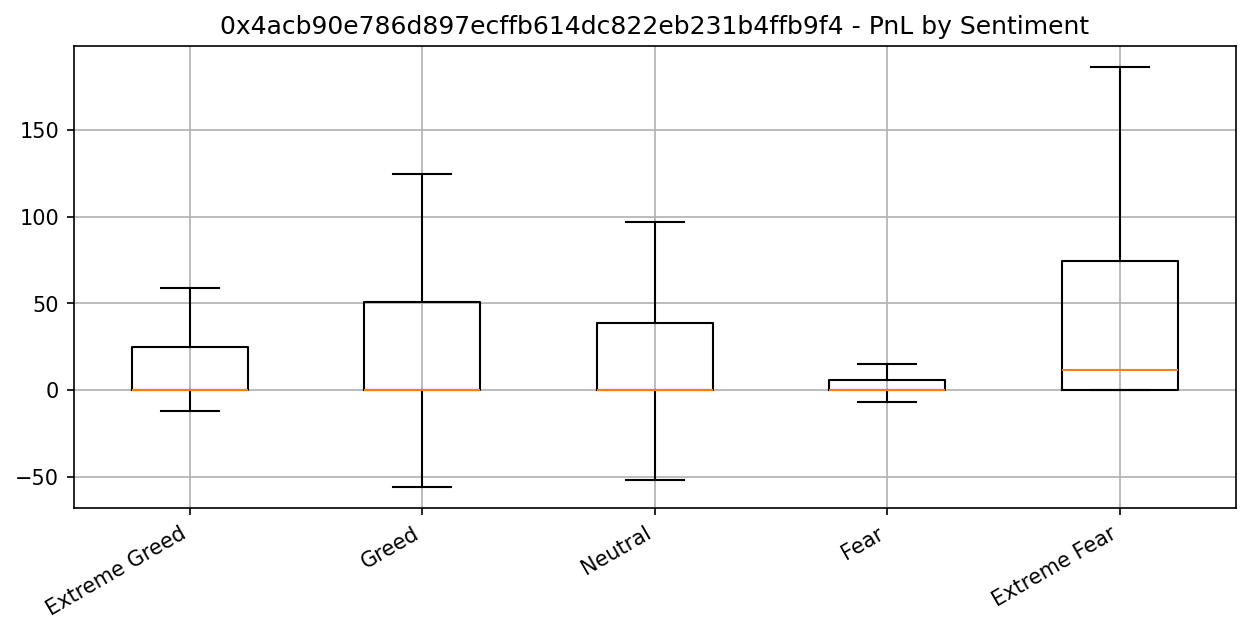 0x4acb90e786d897ecffb614dc822eb231b4ffb9f4 - PnL by Sentiment
150
100
50
0
−50
Extreme Greed
Greed
Neutral
Fear
Extreme Fear